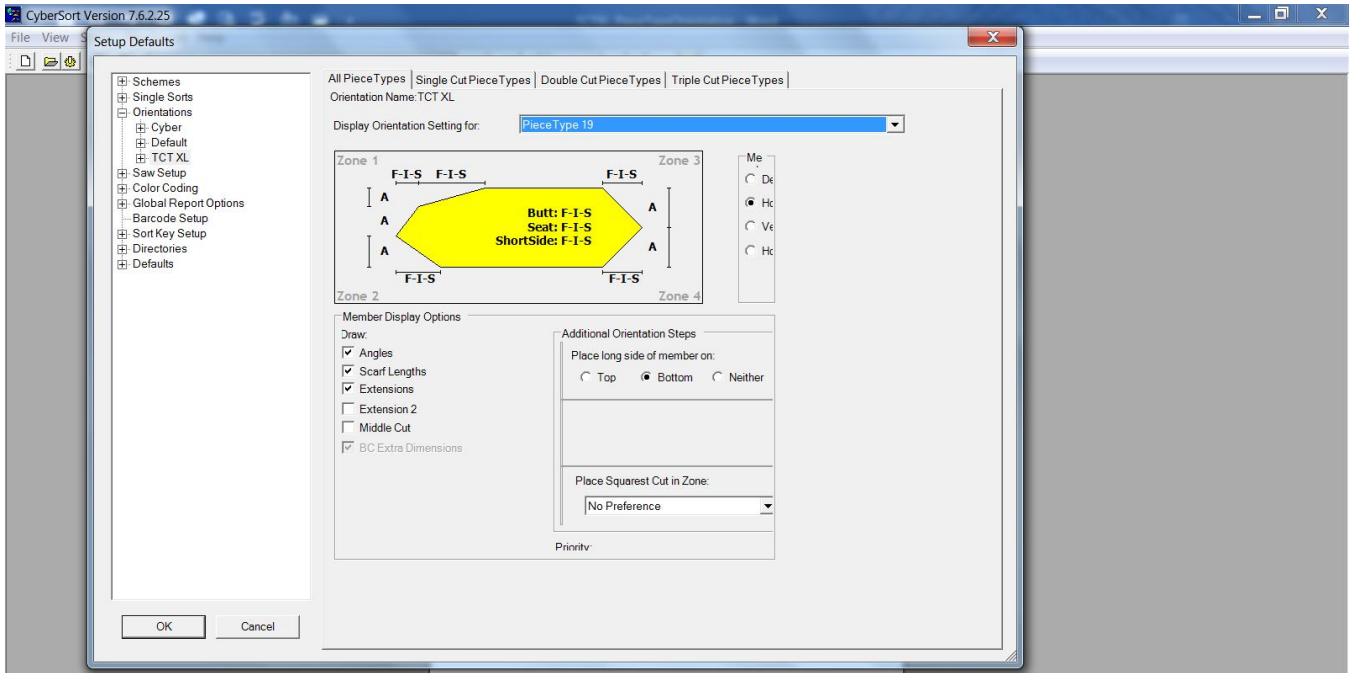 CyberSort Version 7.6.2.25
File View
Setup Defaults
X
Schemes
Single Sorts
Orientations
Cyber
Default
TCT XL
Saw Setup
Color Coding
Global Report Options
Barcode Setup
Sort Key Setup
Directories
Defaults
OK Cancel
All PieceTypes Single Cut PieceTypes Double Cut PieceTypes Triple Cut PieceTypes
Orientation Name:TCT XL
Display Orientation Setting for: PieceType 19
Zone 1 Zone 3
F-I-S F-I-S F-I-S
A
A
A
A
A
Butt: F-I-S
Seat: F-I-S
ShortSide: F-I-S
F-I-S F-I-S
Zone 2 Zone 4
Me
De
Ho
Ve
Ho
Member Display Options
Draw:
Angles
Scarf Lengths
Extensions
Extension 2
Middle Cut
BC Extra Dimensions
Additional Orientation Steps
Place long side of member on:
Top Bottom Neither
Place Squarest Cut in Zone:
No Preference
Priority: